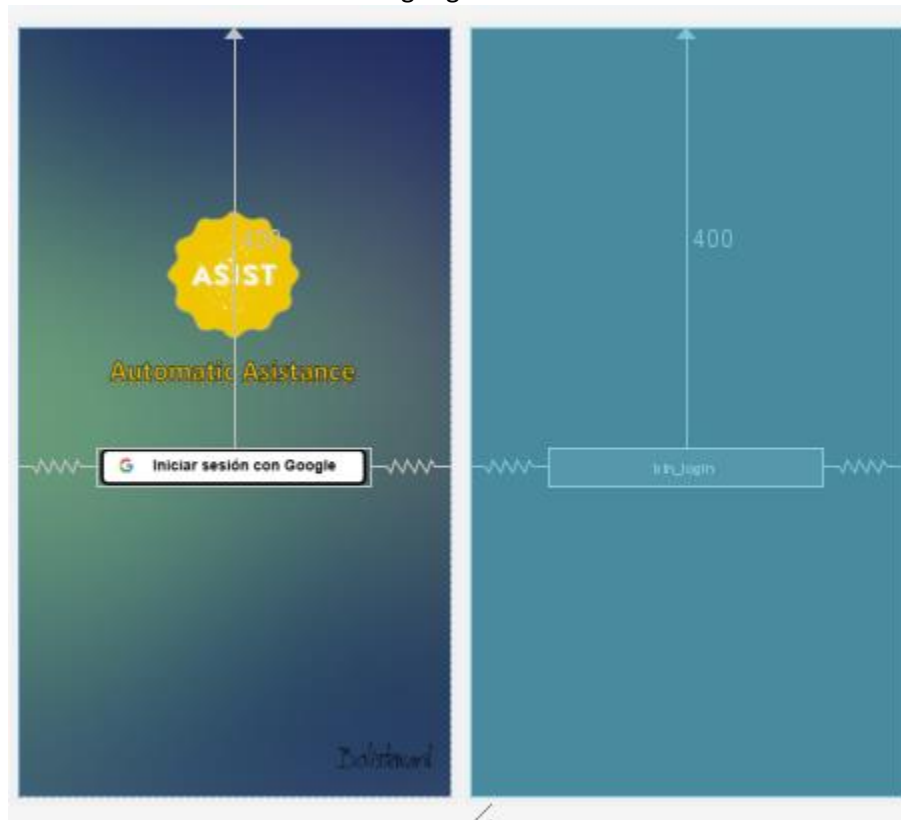 400
ASIST
Automatic Asistance
Iniciar sesión con Google
400
btn_login